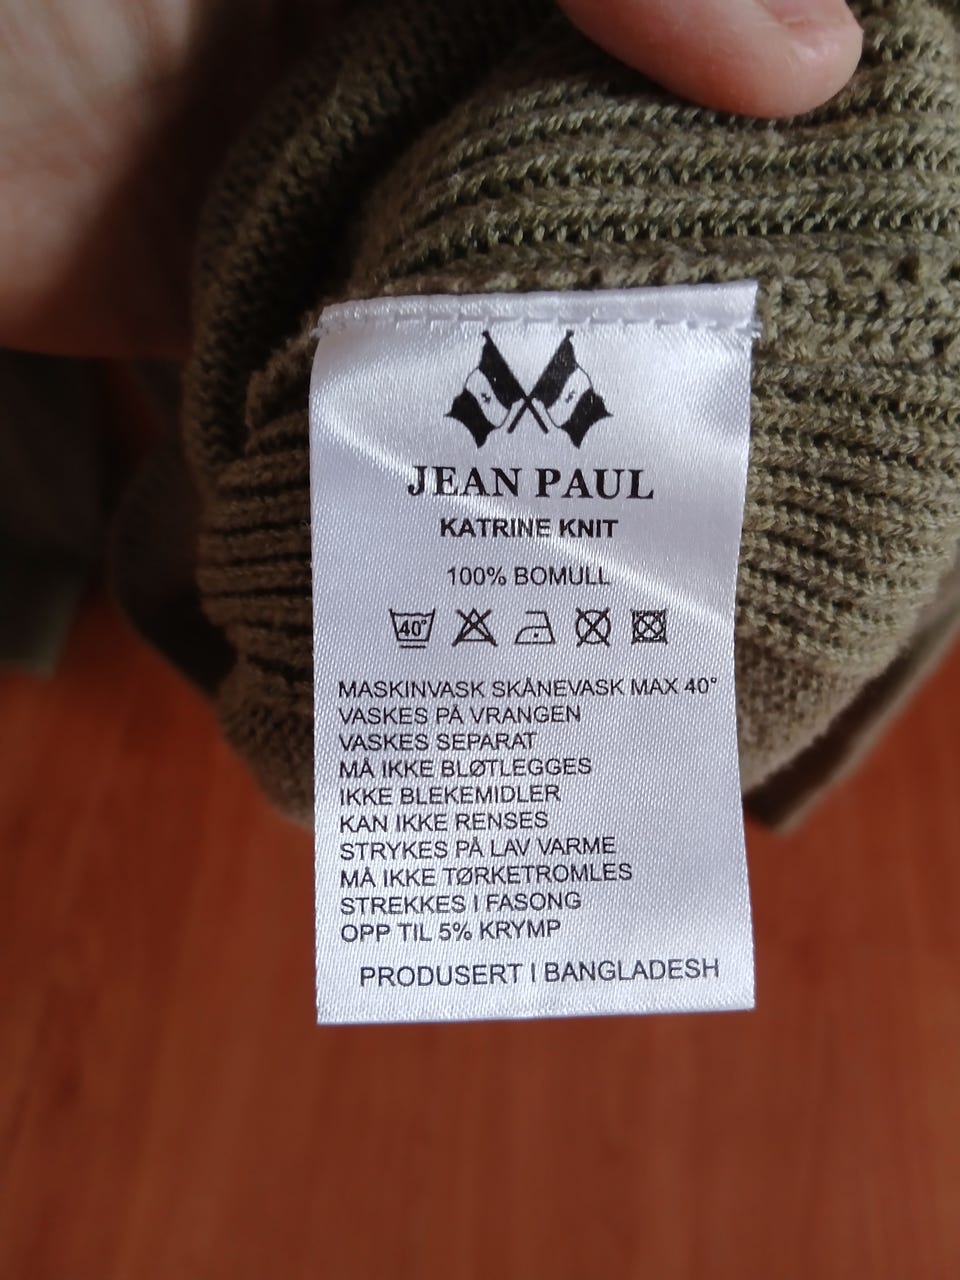 JEAN PAUL
KATRINE KNIT
100% BOMULL
40°
MASKINVASK SKÅNEVASK MAX 40°
VASKES PÅ VRANGEN
VASKES SEPARAT
MÅ IKKE BLØTLEGGES
IKKE BLEKEMIDLER
KAN IKKE RENSES
STRYKES PÅ LAV VARME
MÅ IKKE TØRKETROMLES
STREKKES I FASONG
OPP TIL 5% KRYMP
PRODUSERT I BANGLADESH